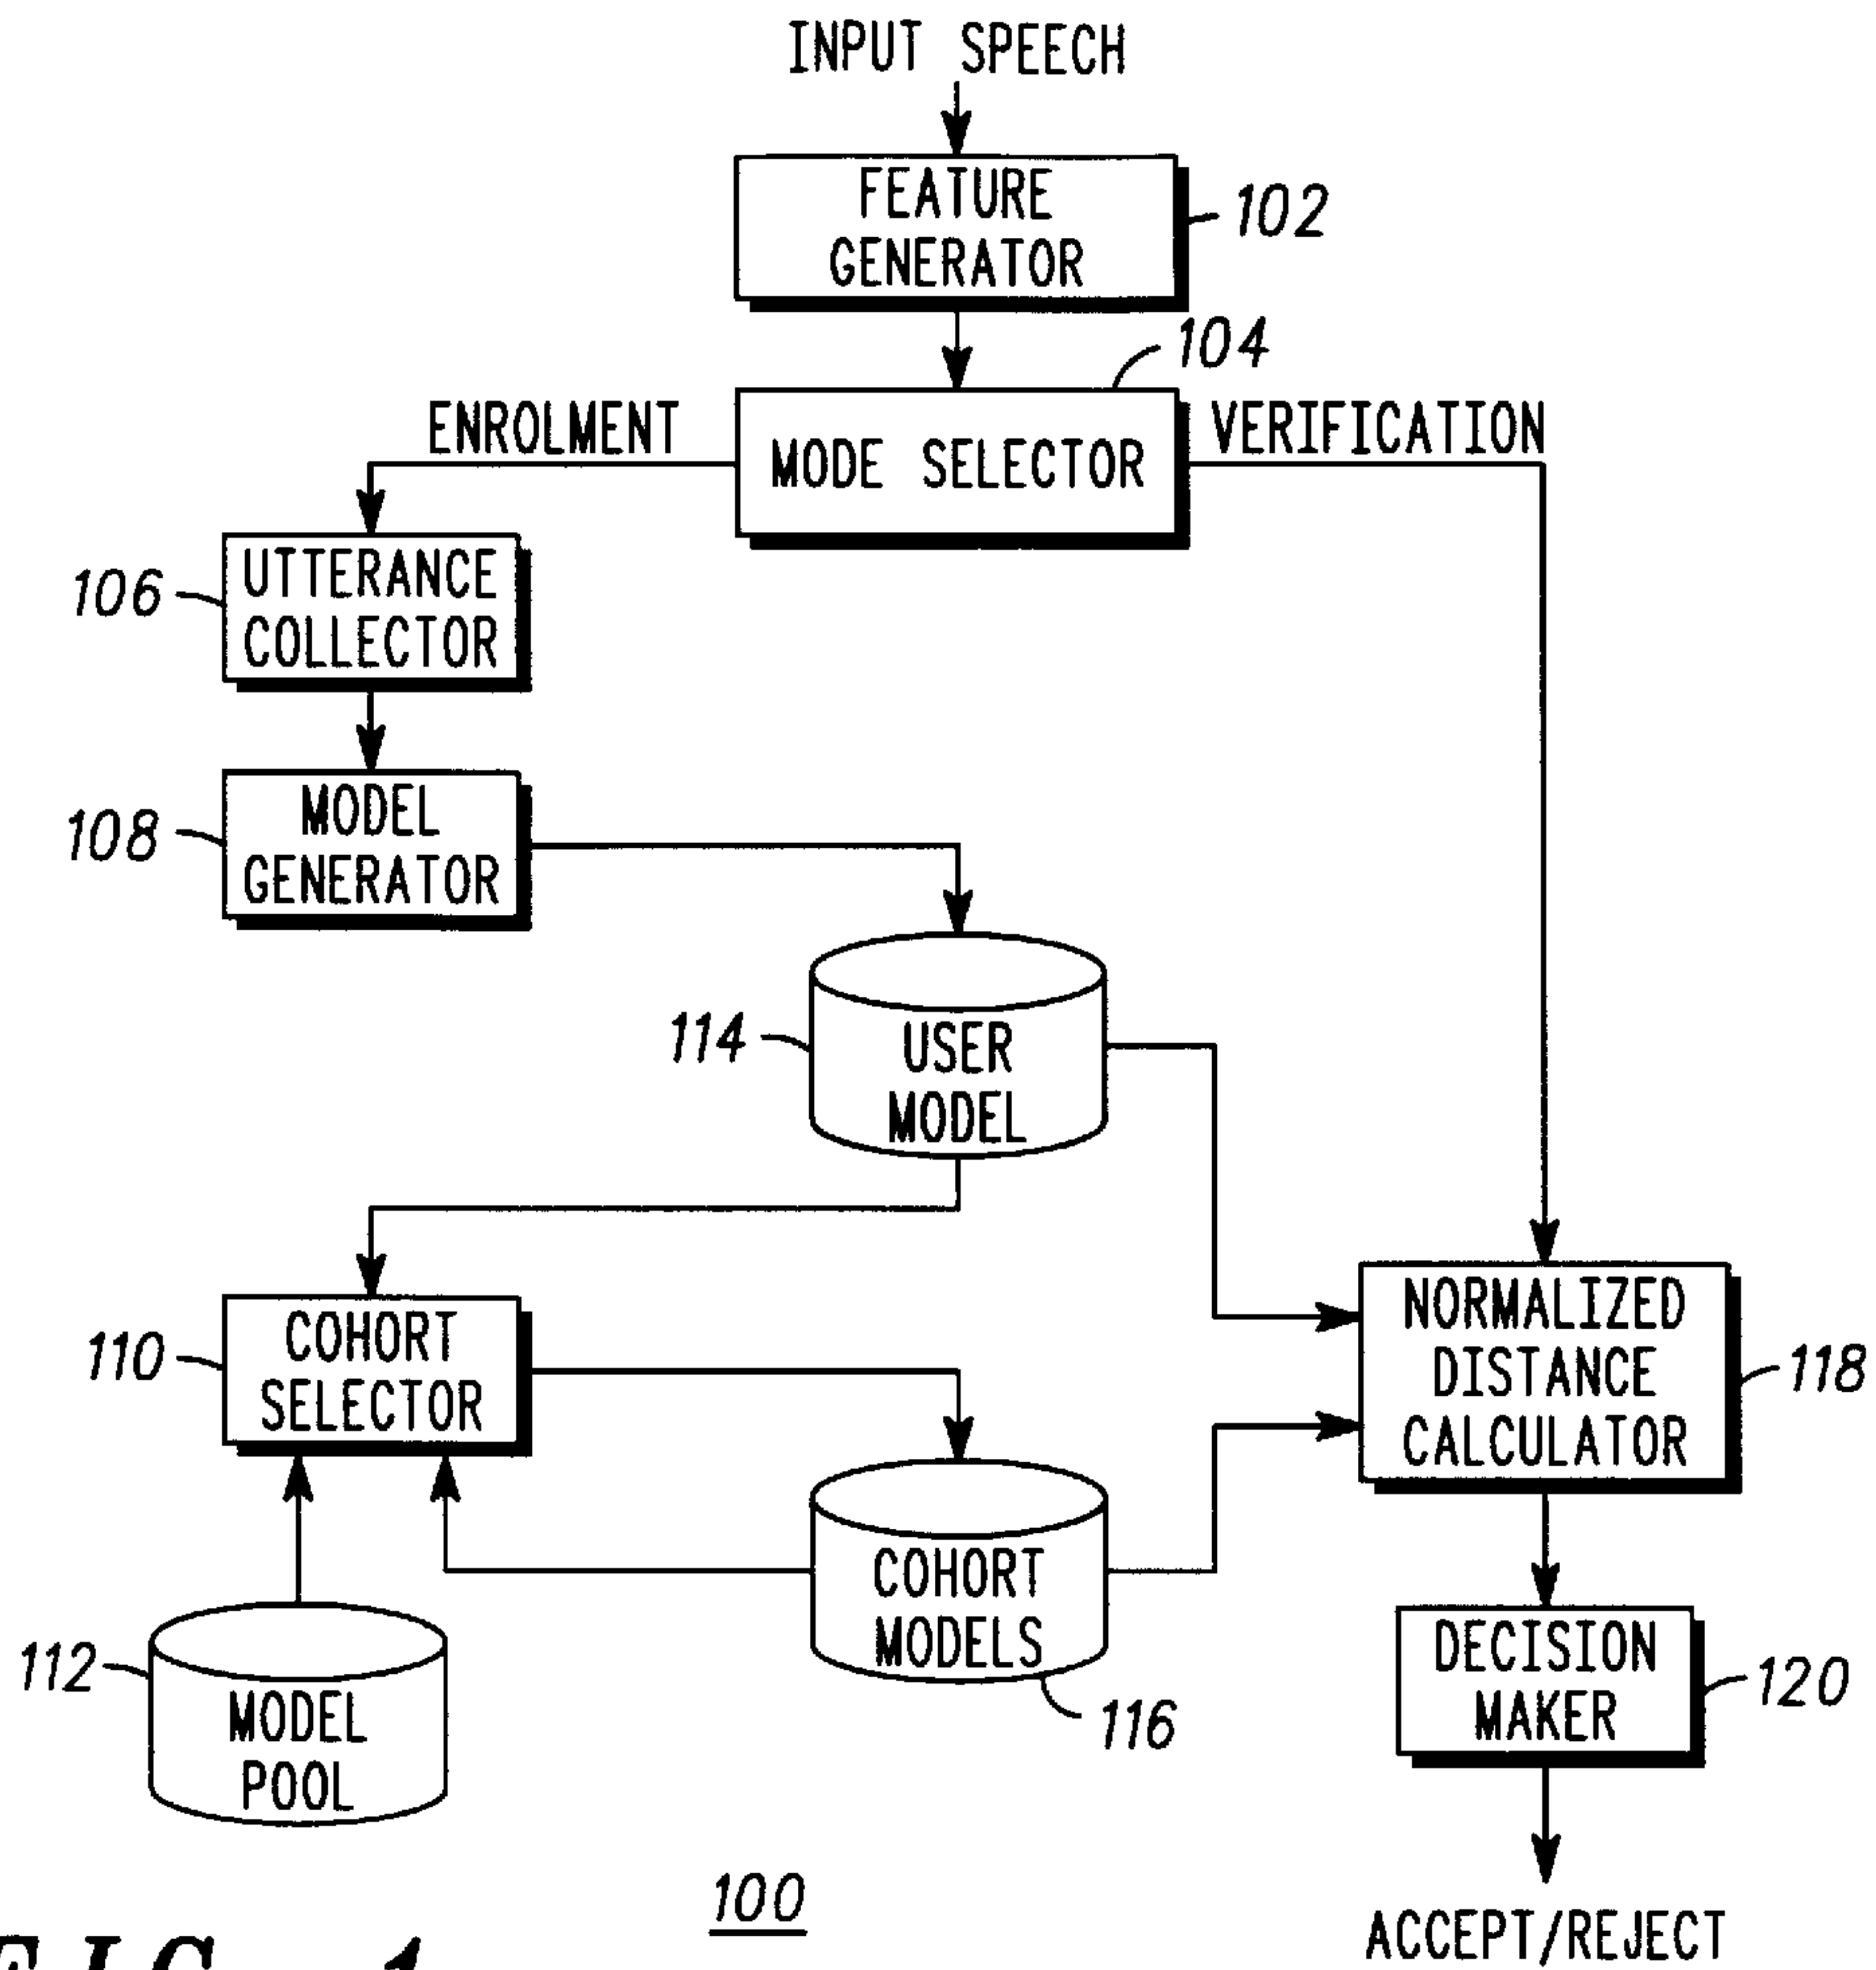 INPUT SPEECH
FEATURE
GENERATOR
102
104
ENROLMENT
MODE SELECTOR
VERIFICATION
106
UTTERANCE
COLLECTOR
108
MODEL
GENERATOR
114
USER
MODEL
110
COHORT
SELECTOR
NORMALIZED
DISTANCE
CALCULATOR
118
COHORT
MODELS
116
112
MODEL
POOL
DECISION
MAKER
120
100
ACCEPT/REJECT
FIG. 1